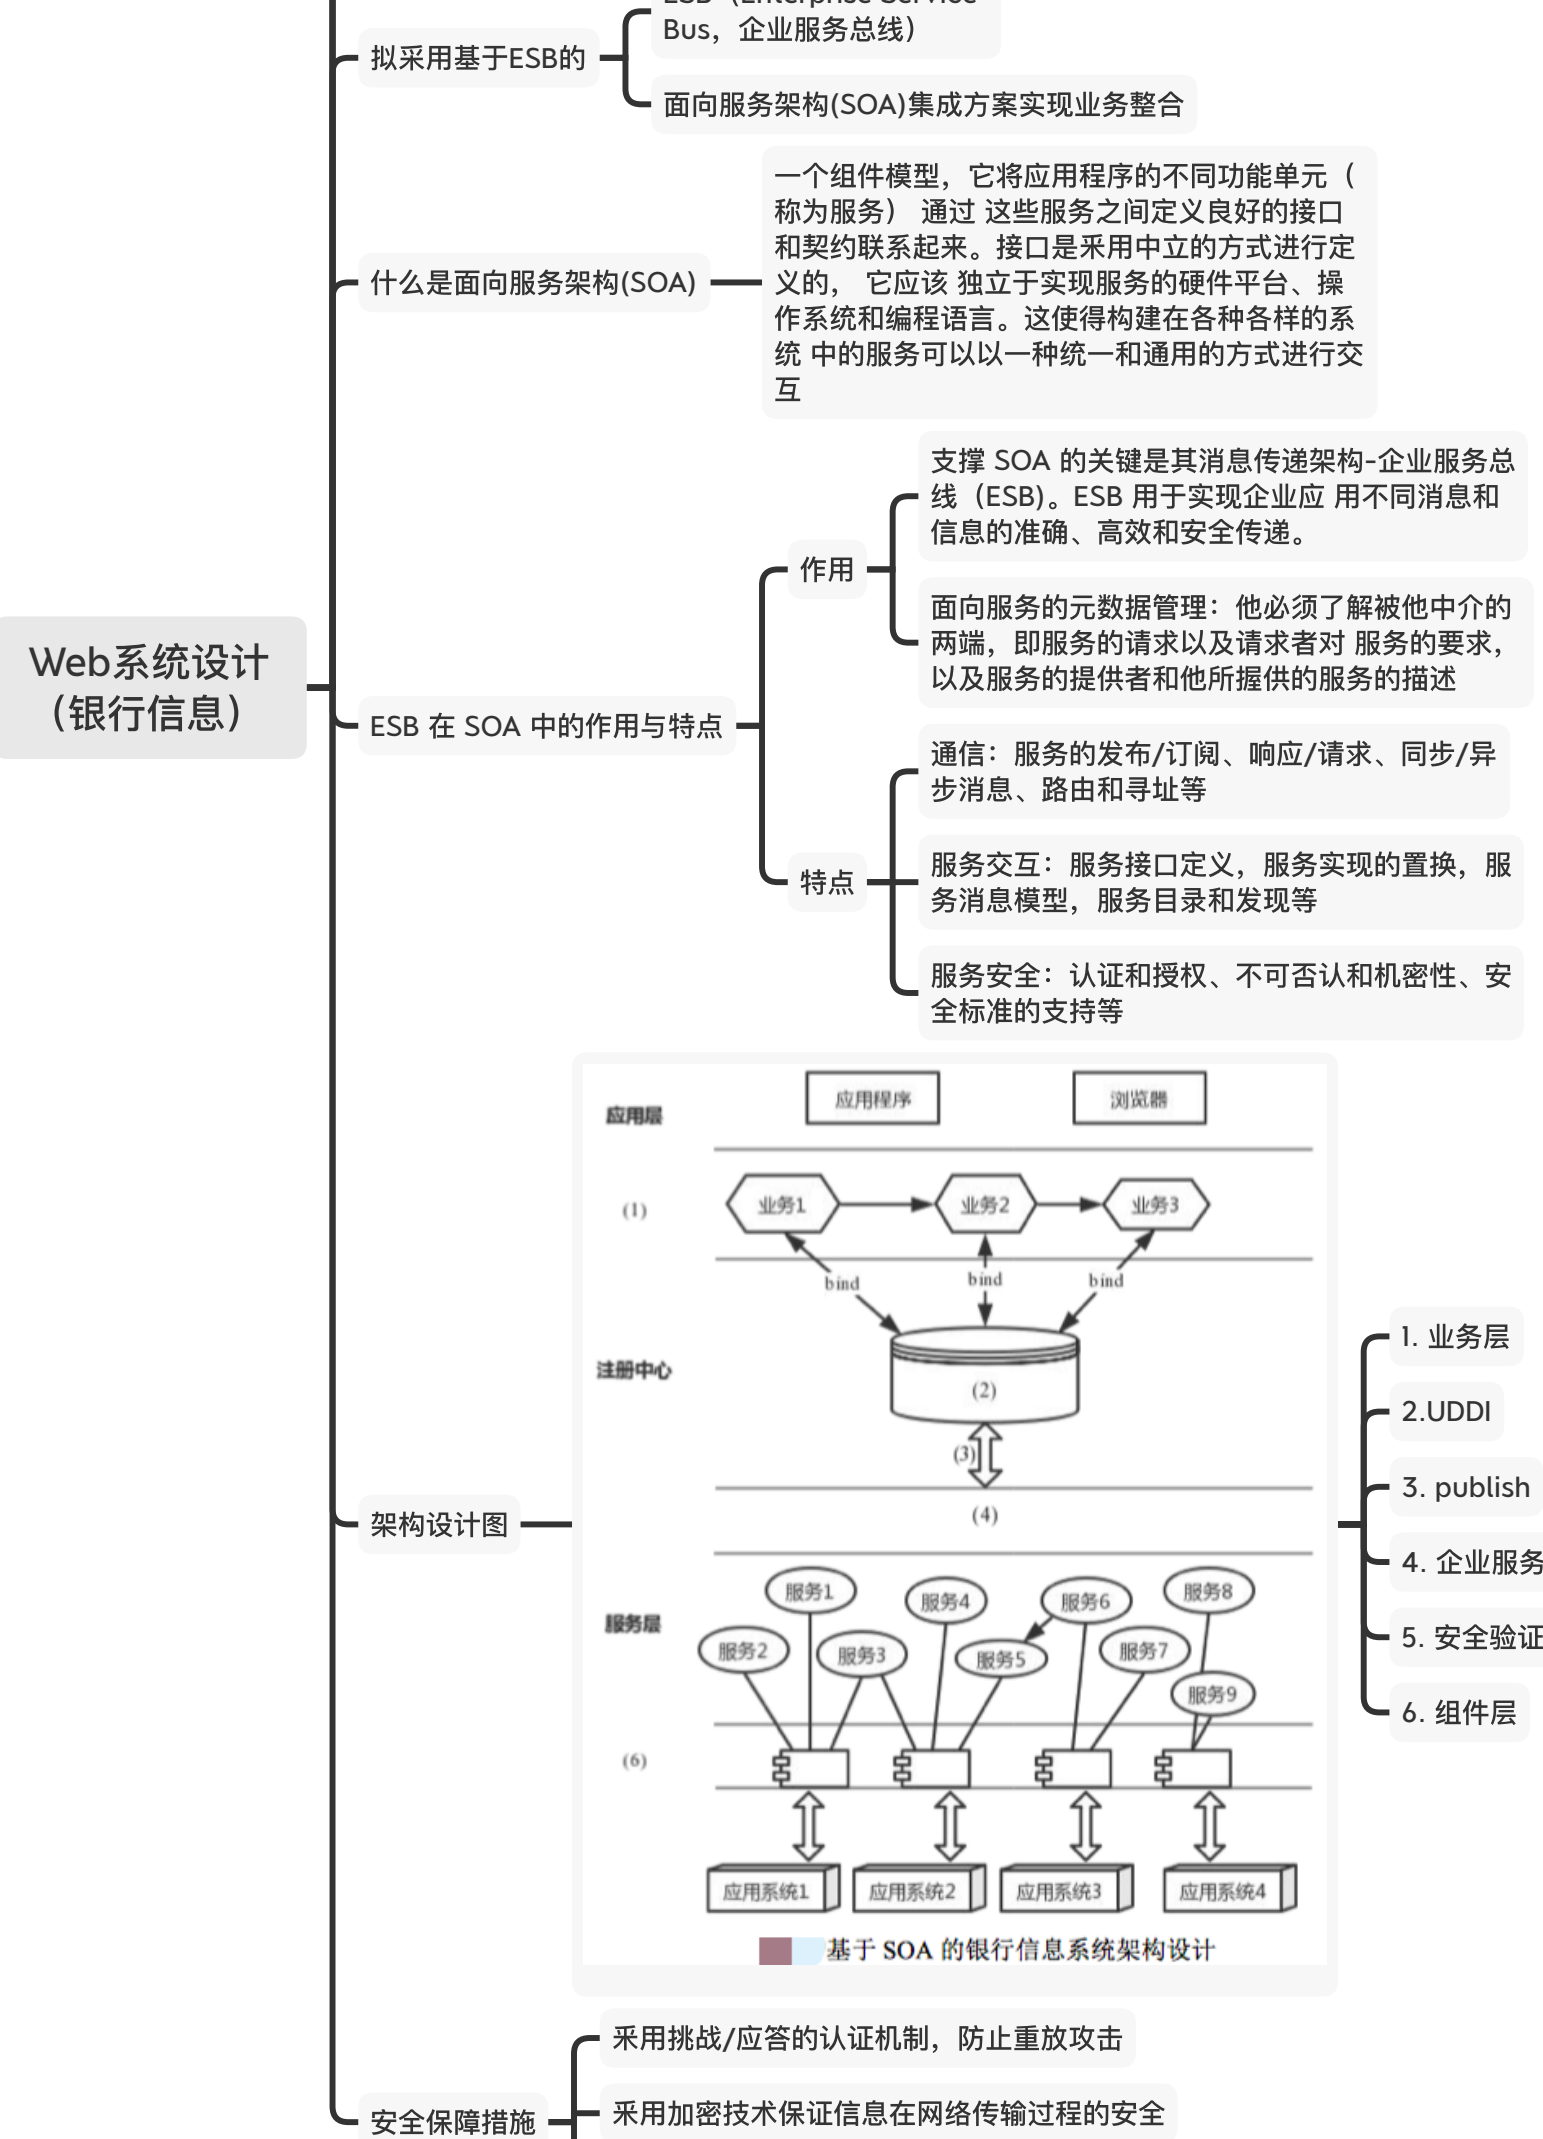 Bus，企业服务总线）
拟采用基于ESB的
面向服务架构(SOA)集成方案实现业务整合
一个组件模型，它将应用程序的不同功能单元（
称为服务） 通过 这些服务之间定义良好的接口
和契约联系起来。接口是采用中立的方式进行定
义的， 它应该 独立于实现服务的硬件平台、操
作系统和编程语言。这使得构建在各种各样的系
统 中的服务可以以一种统一和通用的方式进行交
互
什么是面向服务架构(SOA)
支撑 SOA 的关键是其消息传递架构-企业服务总
线（ESB)。ESB 用于实现企业应 用不同消息和
信息的准确、高效和安全传递。
作用
面向服务的元数据管理：他必须了解被他中介的
两端，即服务的请求以及请求者对 服务的要求，
以及服务的提供者和他所握供的服务的描述
Web系统设计
（银行信息）
ESB 在 SOA 中的作用与特点
通信：服务的发布/订阅、响应/请求、同步/异
步消息、路由和寻址等
特点
服务交互：服务接口定义，服务实现的置换，服
务消息模型，服务目录和发现等
服务安全：认证和授权、不可否认和机密性、安
全标准的支持等
架构设计图
应用层
应用程序
浏览器
(1)
业务1
业务2
业务3
bind
bind
bind
注册中心
(2)
(3)
(4)
服务层
服务1
服务4
服务6
服务8
服务2
服务3
服务5
服务7
服务9
(6)
应用系统1
应用系统2
应用系统3
应用系统4
基于 SOA 的银行信息系统架构设计
1. 业务层
2.UDDI
3. publish
4. 企业服务
5. 安全验证
6. 组件层
采用挑战/应答的认证机制，防止重放攻击
安全保障措施
采用加密技术保证信息在网络传输过程的安全